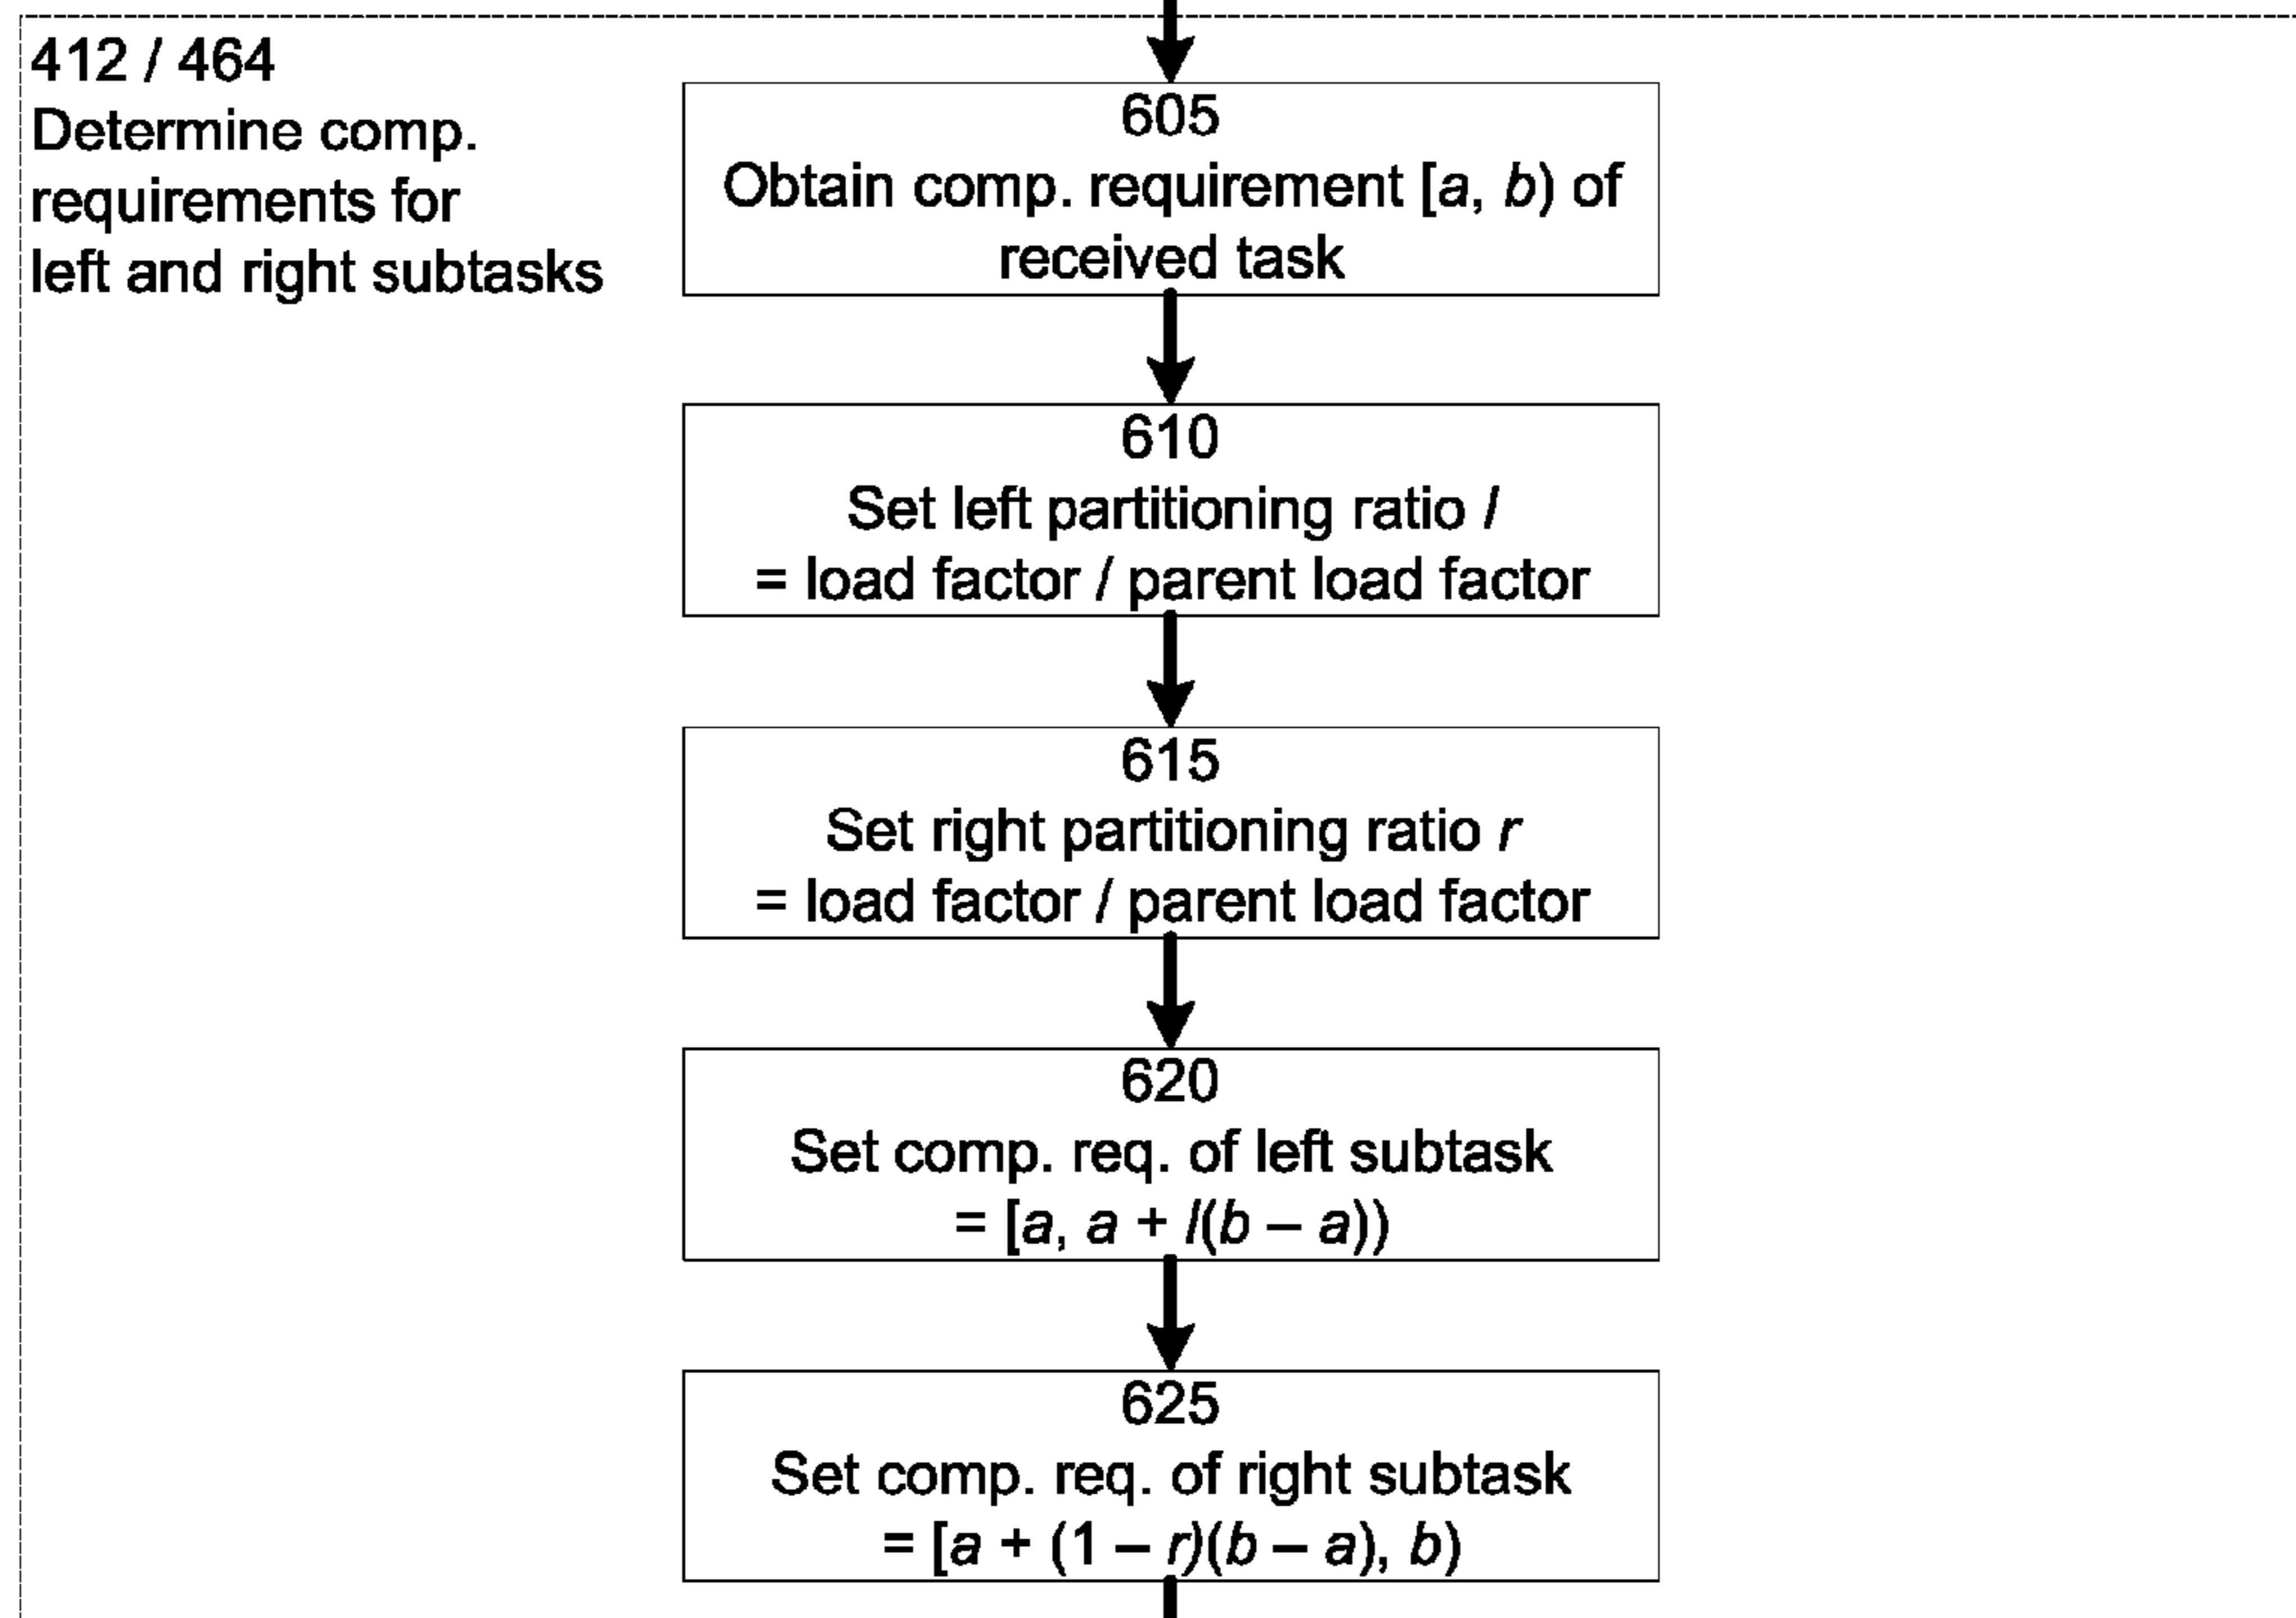 412 / 464
Determine comp.
requirements for
left and right subtasks
605
Obtain comp. requirement [a, b) of
received task
610
Set left partitioning ratio l
= load factor / parent load factor
615
Set right partitioning ratio r
= load factor / parent load factor
620
Set comp. req. of left subtask
= [a, a + l(b – a))
625
Set comp. req. of right subtask
= [a + (1 – r)(b – a), b)